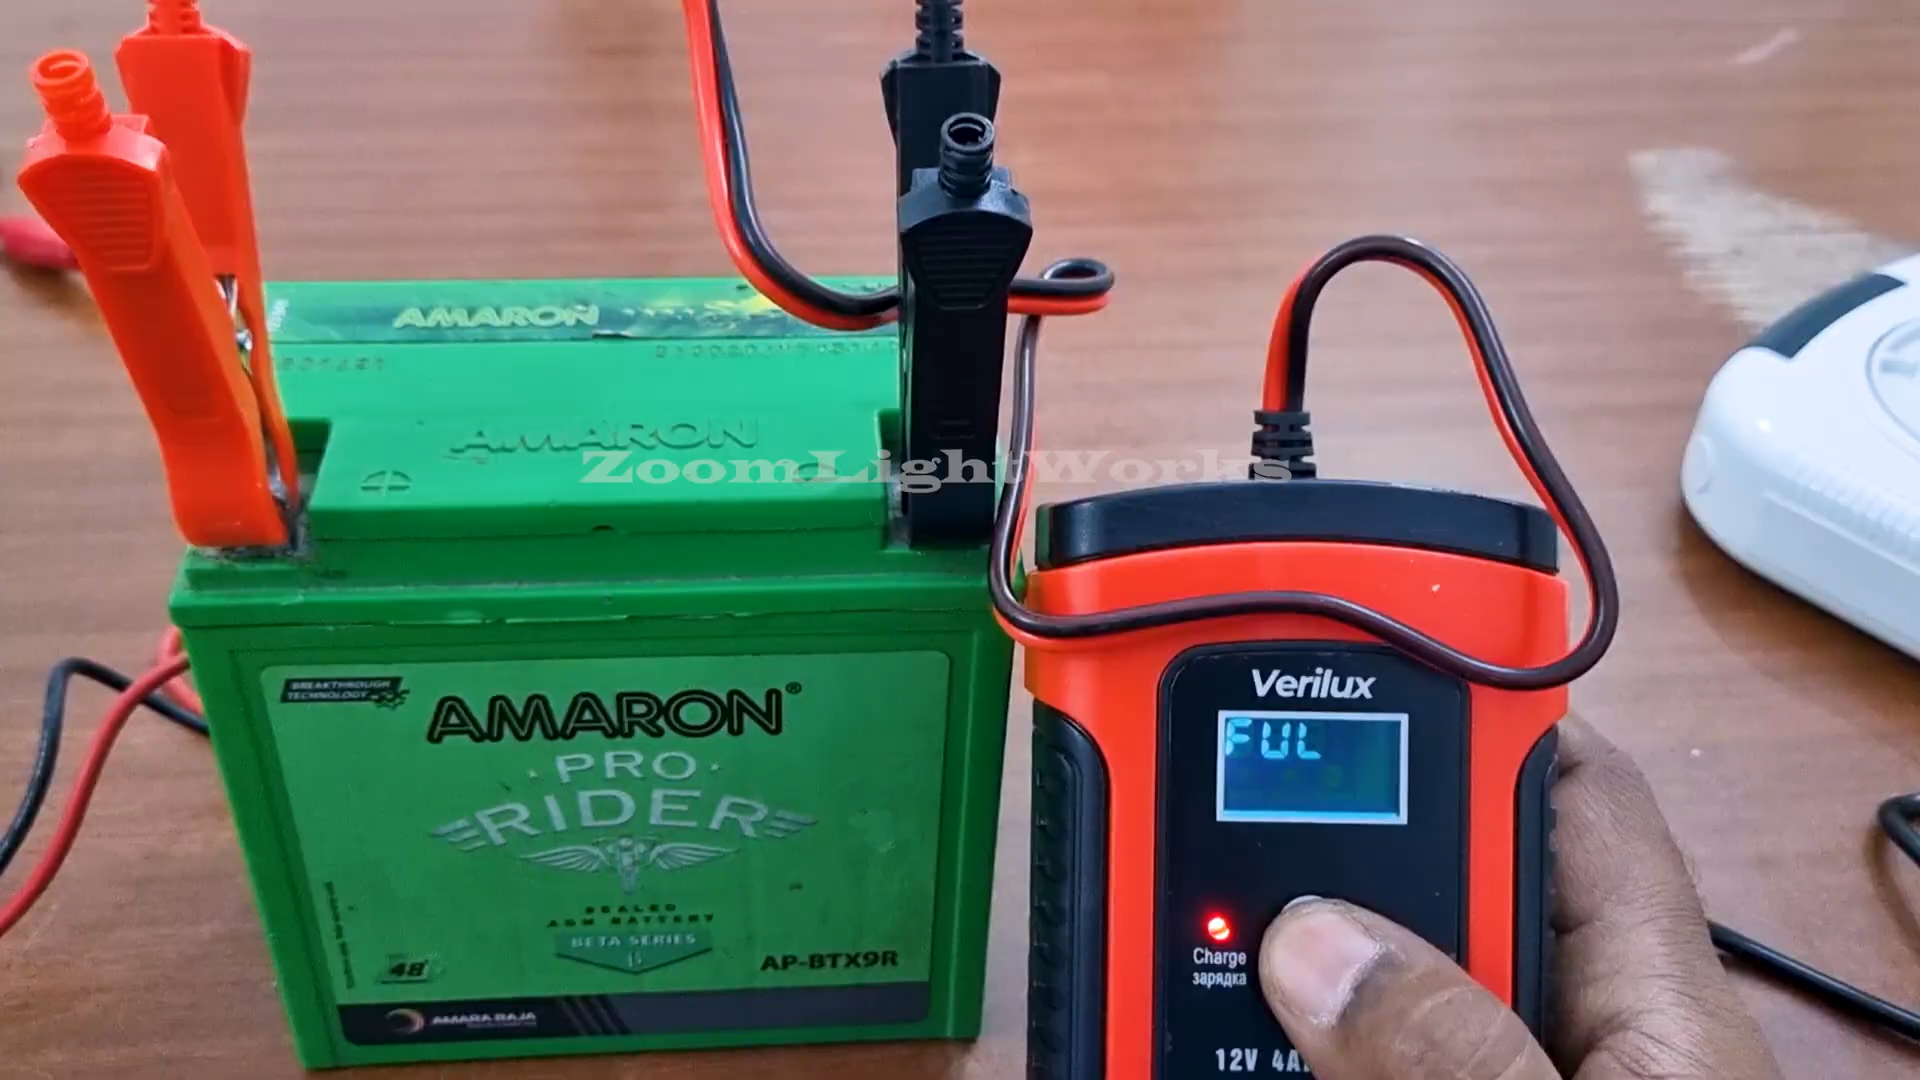 AMARON
AMARON
ZoomLightWorks
BREAKTHROUGH
TECHNOLOGY
AMARON®
PRO
RIDER
SEALED
AGM BATTERY
BETA SERIES
48
AP-BTX9R
AMARA RAJA
Verilux
FUL
Charge
зарядка
12V 4A